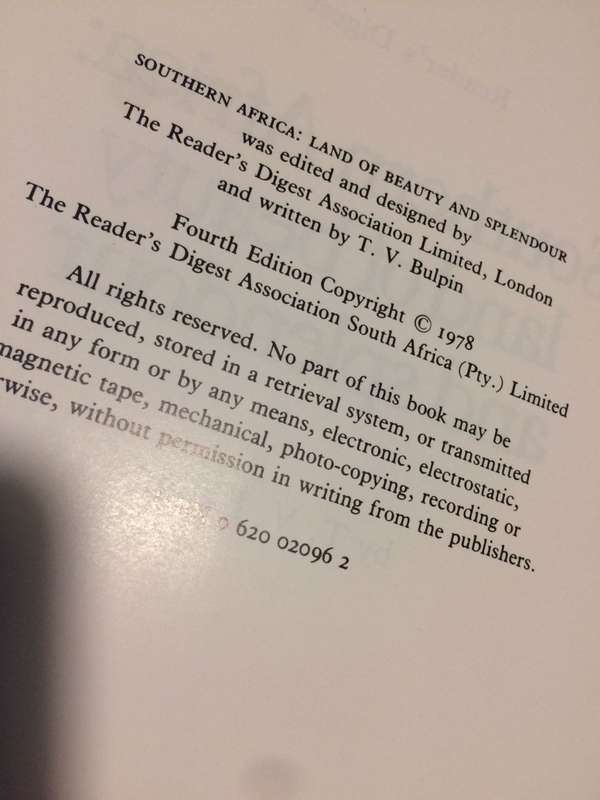 SOUTHERN AFRICA: LAND OF BEAUTY AND SPLENDOUR
was edited and designed by
The Reader's Digest Association Limited, London
and written by T. V. Bulpin
Fourth Edition Copyright © 1978
The Reader's Digest Association South Africa (Pty.) Limited
All rights reserved. No part of this book may be
reproduced, stored in a retrieval system, or transmitted
in any form or by any means, electronic, electrostatic,
magnetic tape, mechanical, photo-copying, recording or
rwise, without permission in writing from the publishers.
0 620 02096 2